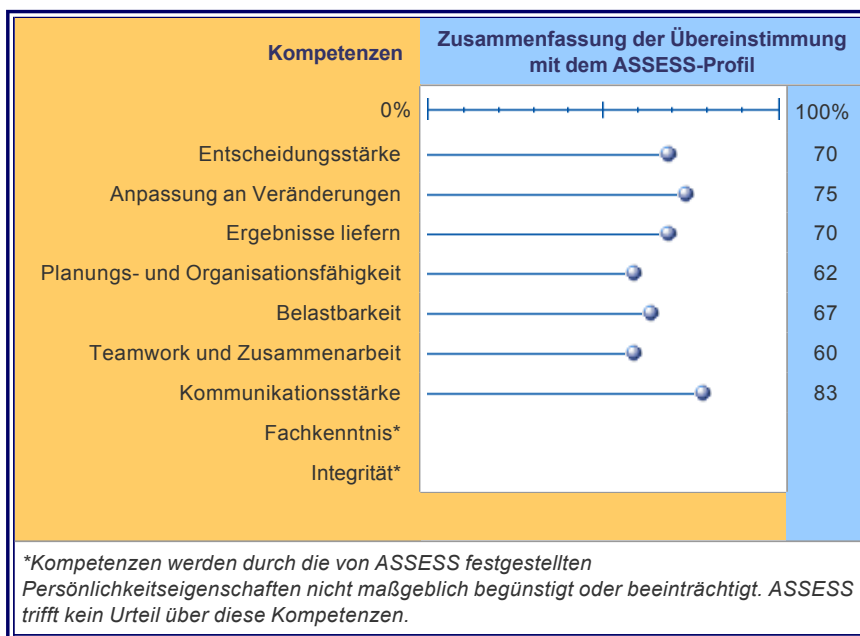 Kompetenzen
Zusammenfassung der Übereinstimmung
mit dem ASSESS-Profil
0% 100%
Entscheidungsstärke 70
Anpassung an Veränderungen 75
Ergebnisse liefern 70
Planungs- und Organisationsfähigkeit 62
Belastbarkeit 67
Teamwork und Zusammenarbeit 60
Kommunikationsstärke 83
Fachkenntnis*
Integrität*
*Kompetenzen werden durch die von ASSESS festgestellten
Persönlichkeitseigenschaften nicht maßgeblich begünstigt oder beeinträchtigt. ASSESS
trifft kein Urteil über diese Kompetenzen.